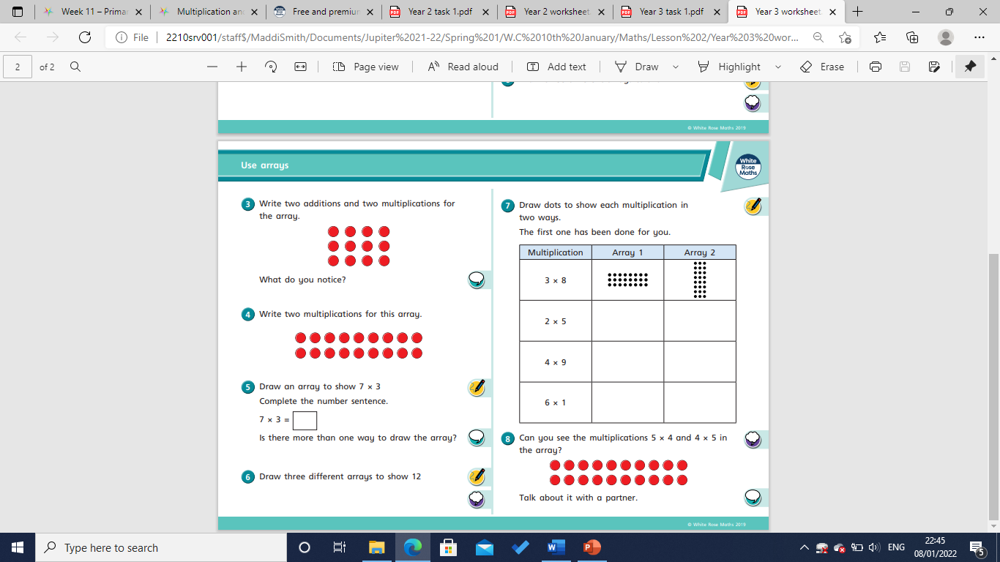 Week 11 – Primar
Multiplication and
Free and premium
Year 2 task 1.pdf
Year 2 worksheet.
Year 3 task 1.pdf
Year 3 worksheet.
File
2210srv001/staff$/MaddiSmith/Documents/Jupiter%2021-22/Spring%201/W.C%2010th%20January/Maths/Lesson%202/Year%203%20wor...
2 of 2
Page view
Read aloud
Add text
Draw
Highlight
Erase
© White Rose Maths 2019
Use arrays
White
Rose
Maths
3 Write two additions and two multiplications for
the array.
What do you notice?
4 Write two multiplications for this array.
5 Draw an array to show 7 × 3
Complete the number sentence.
7 × 3 =
Is there more than one way to draw the array?
6 Draw three different arrays to show 12
7 Draw dots to show each multiplication in
two ways.
The first one has been done for you.
Multiplication Array 1 Array 2
3 × 8
2 × 5
4 × 9
6 × 1
8 Can you see the multiplications 5 × 4 and 4 × 5 in
the array?
Talk about it with a partner.
© White Rose Maths 2019
Type here to search
ENG
22:45
08/01/2022
5